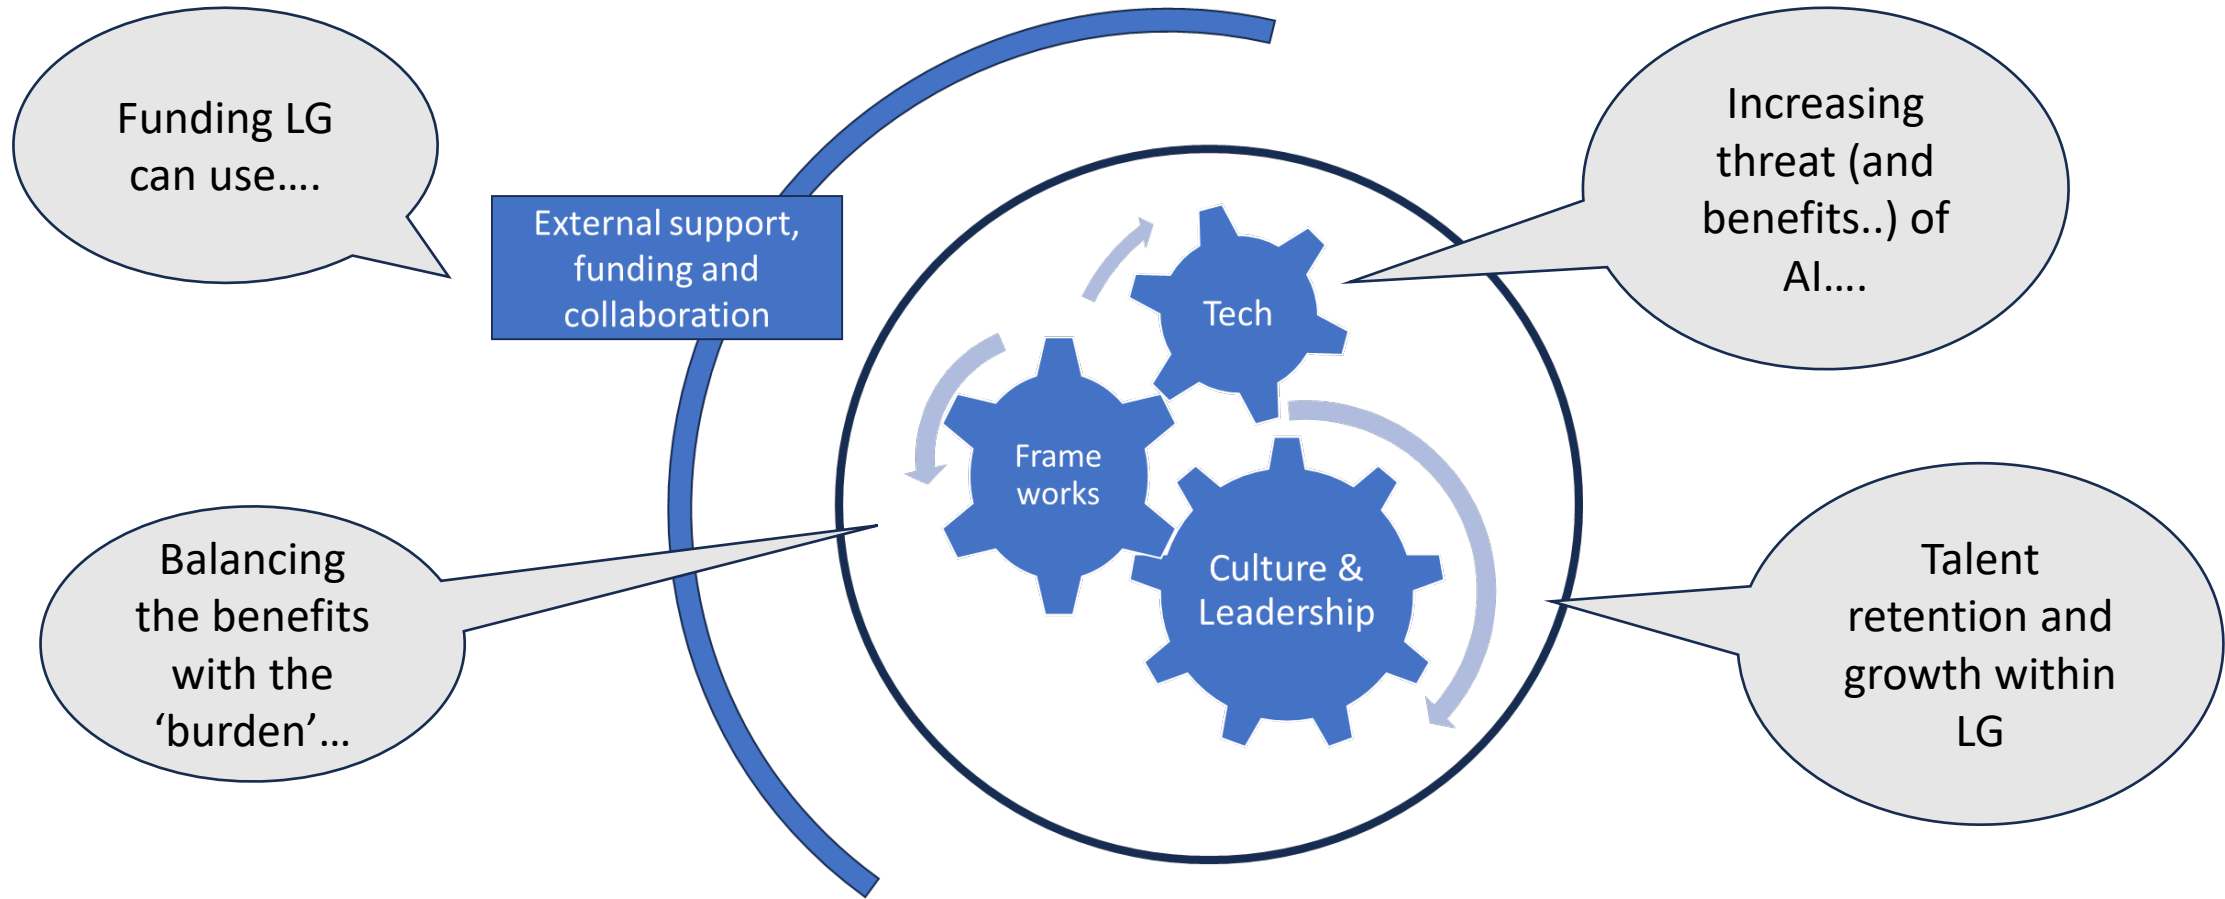 Funding LG
can use....
External support,
funding and
collaboration
Increasing
threat (and
benefits..) of
AI....
Tech
Frame
works
Culture &
Leadership
Balancing
the benefits
with the
‘burden’...
Talent
retention and
growth within
LG